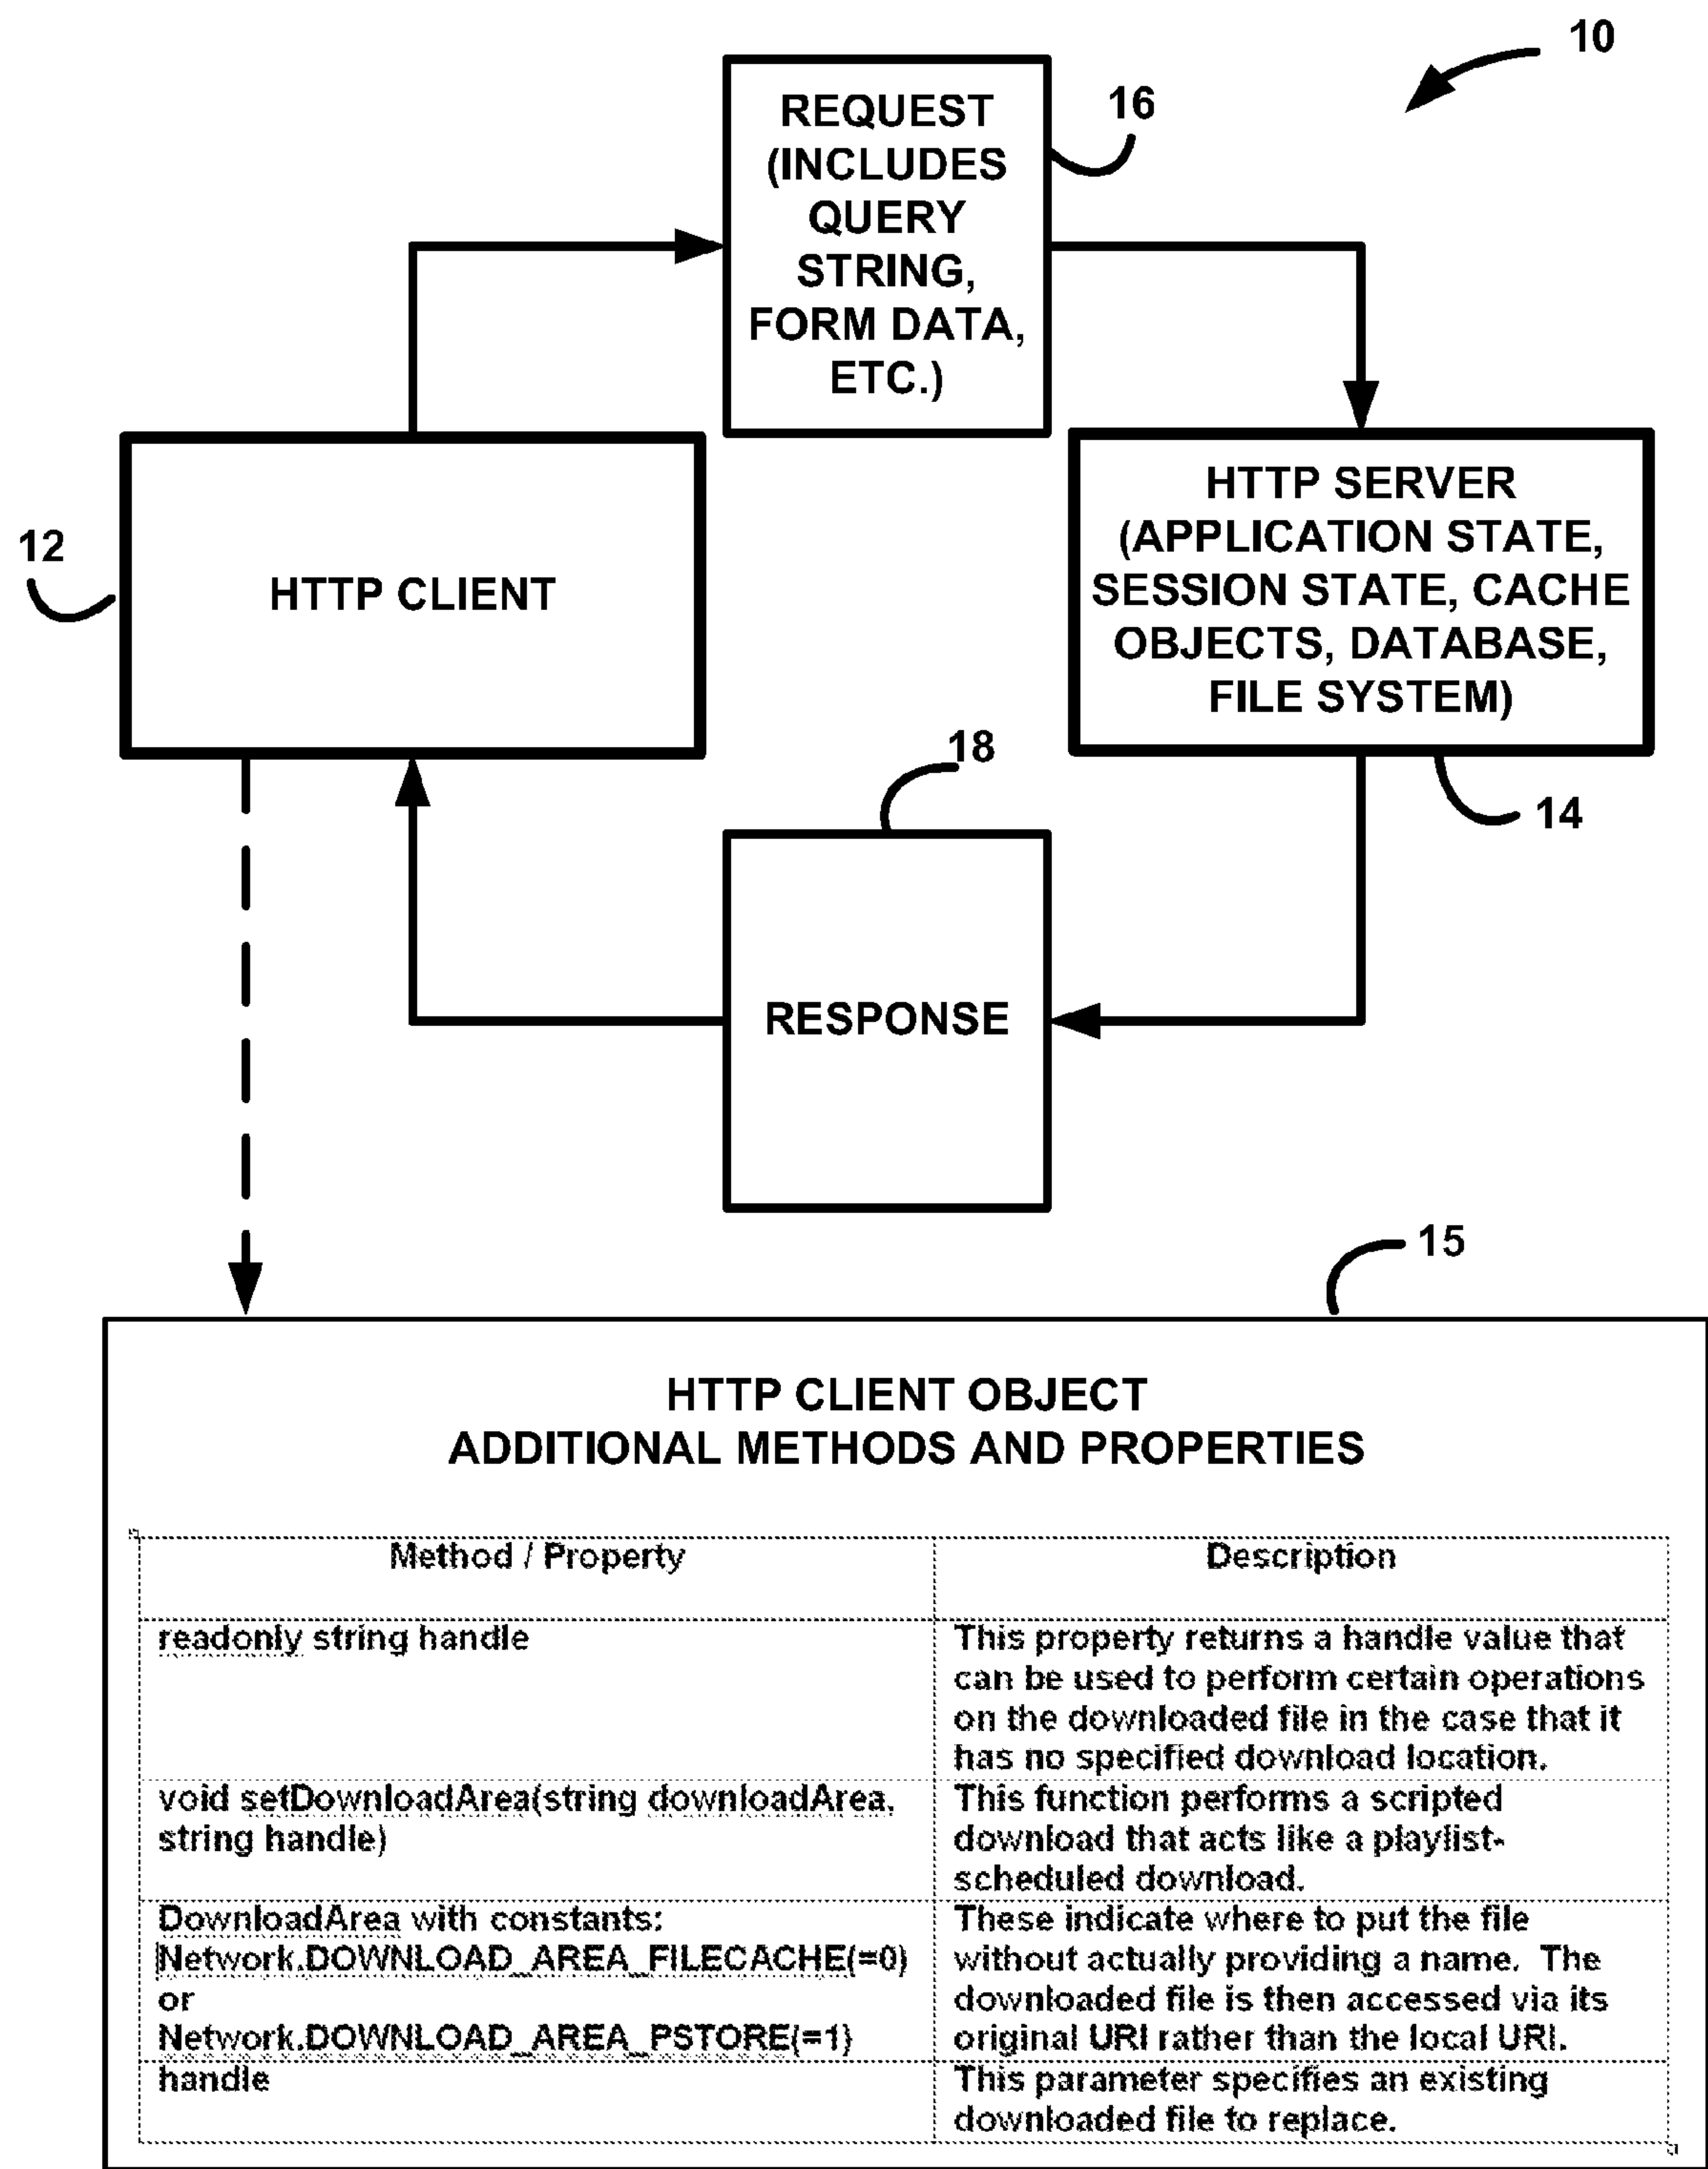 10
16
REQUEST
(INCLUDES
QUERY
STRING,
FORM DATA,
ETC.)
12
HTTP CLIENT
HTTP SERVER
(APPLICATION STATE,
SESSION STATE, CACHE
OBJECTS, DATABASE,
FILE SYSTEM)
18
14
RESPONSE
15
HTTP CLIENT OBJECT
ADDITIONAL METHODS AND PROPERTIES
Method / Property
Description
readonly string handle
This property returns a handle value that
can be used to perform certain operations
on the downloaded file in the case that it
has no specified download location.
void setDownloadArea(string downloadArea,
string handle)
This function performs a scripted
download that acts like a playlist-
scheduled download.
DownloadArea with constants:
Network.DOWNLOAD_AREA_FILECACHE(=0)
or
Network.DOWNLOAD_AREA_PSTORE(=1)
These indicate where to put the file
without actually providing a name. The
downloaded file is then accessed via its
original URI rather than the local URI.
handle
This parameter specifies an existing
downloaded file to replace.